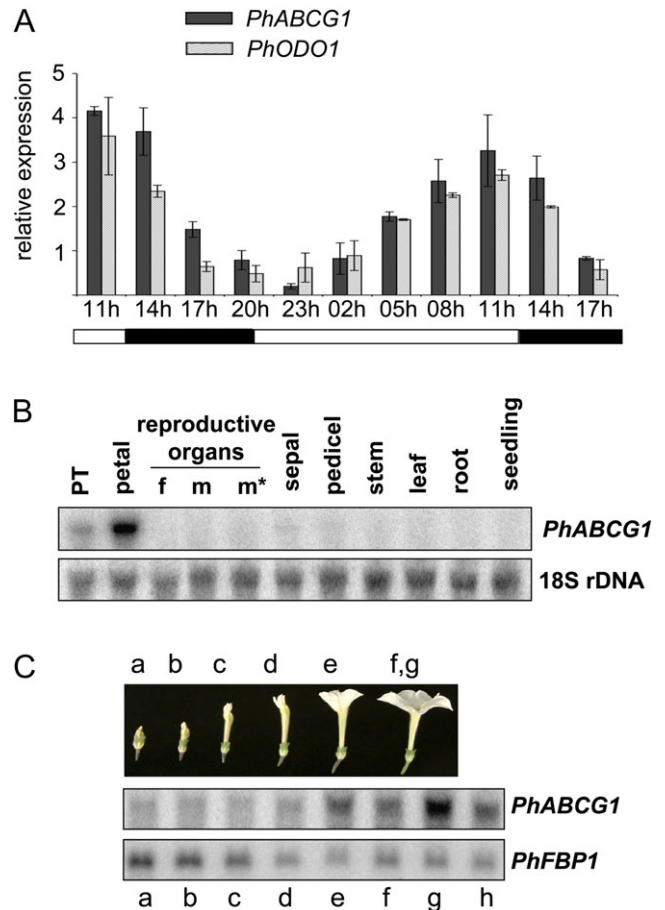 A
PhABCG1
PhODO1
relative expression
5
4
3
2
1
11h 14h 17h 20h 23h 02h 05h 08h 11h 14h 17h
B
PT petal reproductive organs sepal pedicel stem leaf root seedling
f m m*
PhABCG1
18S rDNA
C
a b c d e f,g
PhABCG1
PhFBP1
a b c d e f g h